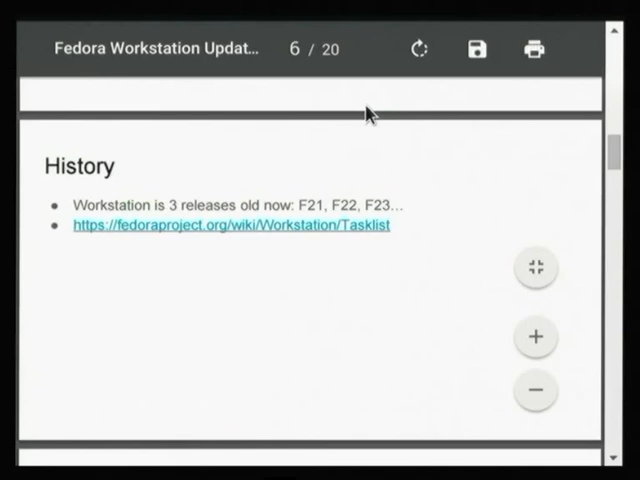 Fedora Workstation Updat... 6 / 20
History
Workstation is 3 releases old now: F21, F22, F23...
https://fedoraproject.org/wiki/Workstation/Tasklist